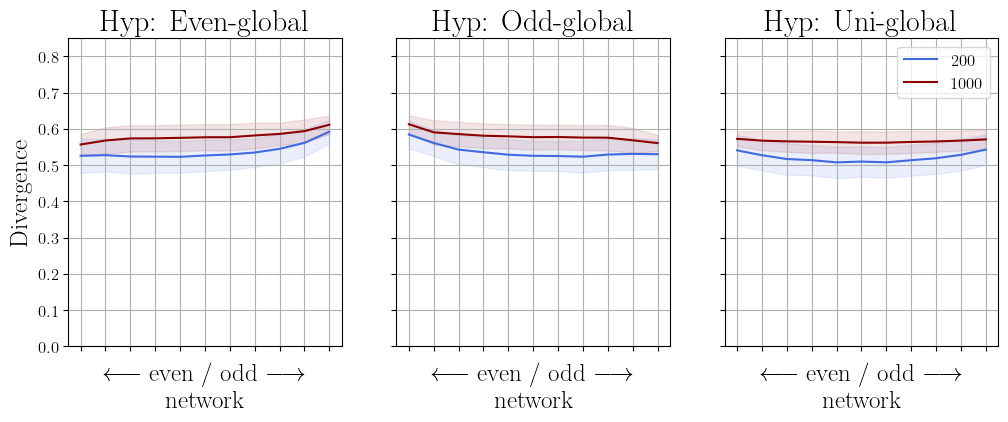 Hyp: Even-global
Hyp: Odd-global
Hyp: Uni-global
Divergence
0.8
0.7
0.6
0.5
0.4
0.3
0.2
0.1
0.0
200
1000
⟵ even / odd ⟶
network
⟵ even / odd ⟶
network
⟵ even / odd ⟶
network